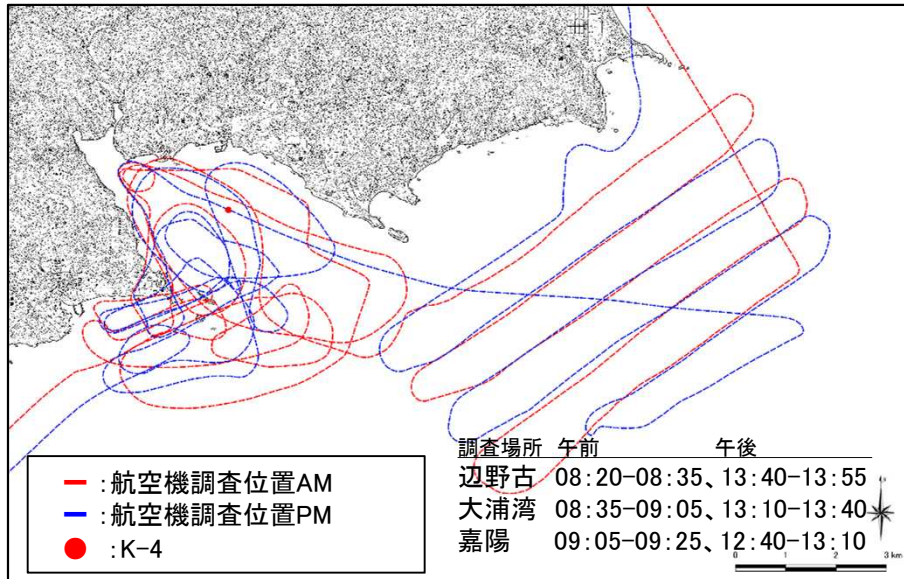 ━ :航空機調査位置AM
━ :航空機調査位置PM
● :K-4
調査場所 午前 午後
辺野古 08:20-08:35、13:40-13:55
大浦湾 08:35-09:05、13:10-13:40
嘉陽 09:05-09:25、12:40-13:10
0 1 2 3 km